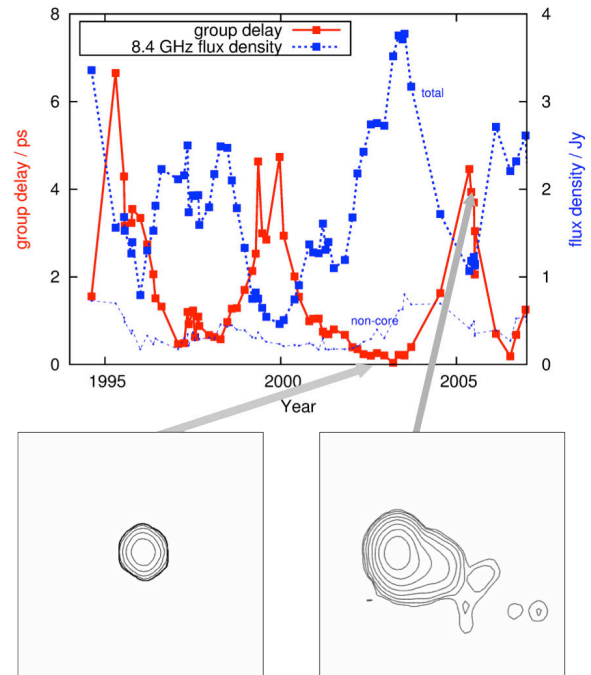 group delay
8.4 GHz flux density
8
6
4
2
0
group delay / ps
4
3
2
1
0
flux density / Jy
total
non-core
1995
2000
2005
Year